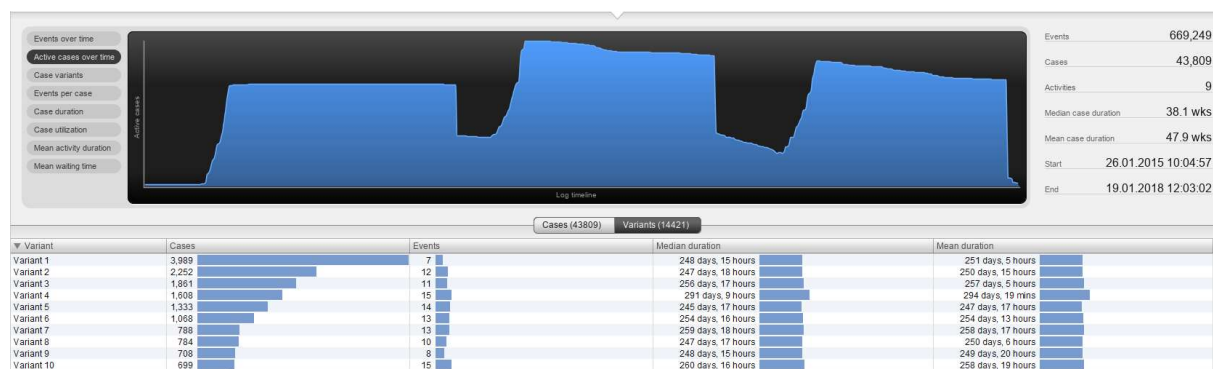 Events over time
Active cases over time
Case variants
Events per case
Case duration
Case utilization
Mean activity duration
Mean waiting time
Active cases
Log timeline
Events 669,249
Cases 43,809
Activities 9
Median case duration 38.1 wks
Mean case duration 47.9 wks
Start 26.01.2015 10:04:57
End 19.01.2018 12:03:02
Cases (43809) Variants (14421)
▼ Variant Cases Events Median duration Mean duration
Variant 1 3,989 7 248 days, 15 hours 251 days, 5 hours
Variant 2 2,252 12 247 days, 18 hours 250 days, 15 hours
Variant 3 1,861 11 256 days, 17 hours 257 days, 5 hours
Variant 4 1,608 15 291 days, 9 hours 294 days, 19 mins
Variant 5 1,333 14 245 days, 17 hours 247 days, 17 hours
Variant 6 1,068 13 254 days, 16 hours 254 days, 13 hours
Variant 7 788 13 259 days, 18 hours 258 days, 17 hours
Variant 8 784 10 247 days, 17 hours 250 days, 6 hours
Variant 9 708 8 248 days, 15 hours 249 days, 20 hours
Variant 10 699 15 260 days, 16 hours 258 days, 19 hours